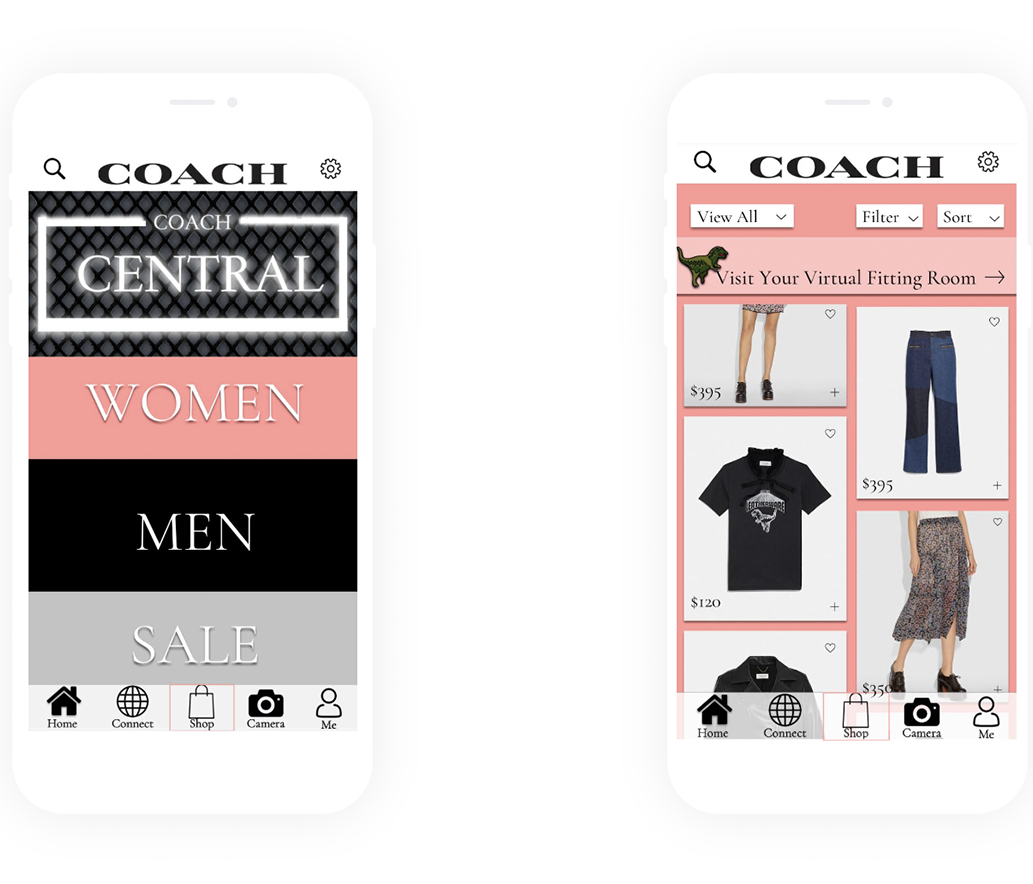 COACH
COACH
CENTRAL
WOMEN
MEN
SALE
Home Connect Shop Camera Me
COACH
View All Filter Sort
Visit Your Virtual Fitting Room
$395
$395
$120
$350
Home Connect Shop Camera Me